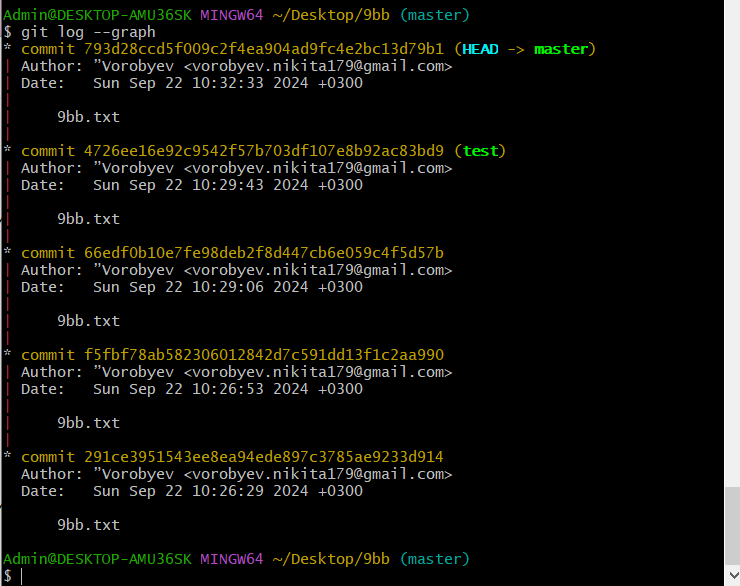 Admin@DESKTOP-AMU36SK MINGW64 ~/Desktop/9bb (master)
$ git log --graph
* commit 793d28ccd5f009c2f4ea904ad9fc4e2bc13d79b1 (HEAD -> master)
| Author: ”Vorobyev <vorobyev.nikita179@gmail.com>
| Date:   Sun Sep 22 10:32:33 2024 +0300
|
|     9bb.txt
|
* commit 4726ee16e92c9542f57b703df107e8b92ac83bd9 (test)
| Author: ”Vorobyev <vorobyev.nikita179@gmail.com>
| Date:   Sun Sep 22 10:29:43 2024 +0300
|
|     9bb.txt
|
* commit 66edf0b10e7fe98deb2f8d447cb6e059c4f5d57b
| Author: ”Vorobyev <vorobyev.nikita179@gmail.com>
| Date:   Sun Sep 22 10:29:06 2024 +0300
|
|     9bb.txt
|
* commit f5fbf78ab582306012842d7c591dd13f1c2aa990
| Author: ”Vorobyev <vorobyev.nikita179@gmail.com>
| Date:   Sun Sep 22 10:26:53 2024 +0300
|
|     9bb.txt
|
* commit 291ce3951543ee8ea94ede897c3785ae9233d914
  Author: ”Vorobyev <vorobyev.nikita179@gmail.com>
  Date:   Sun Sep 22 10:26:29 2024 +0300

      9bb.txt

Admin@DESKTOP-AMU36SK MINGW64 ~/Desktop/9bb (master)
$